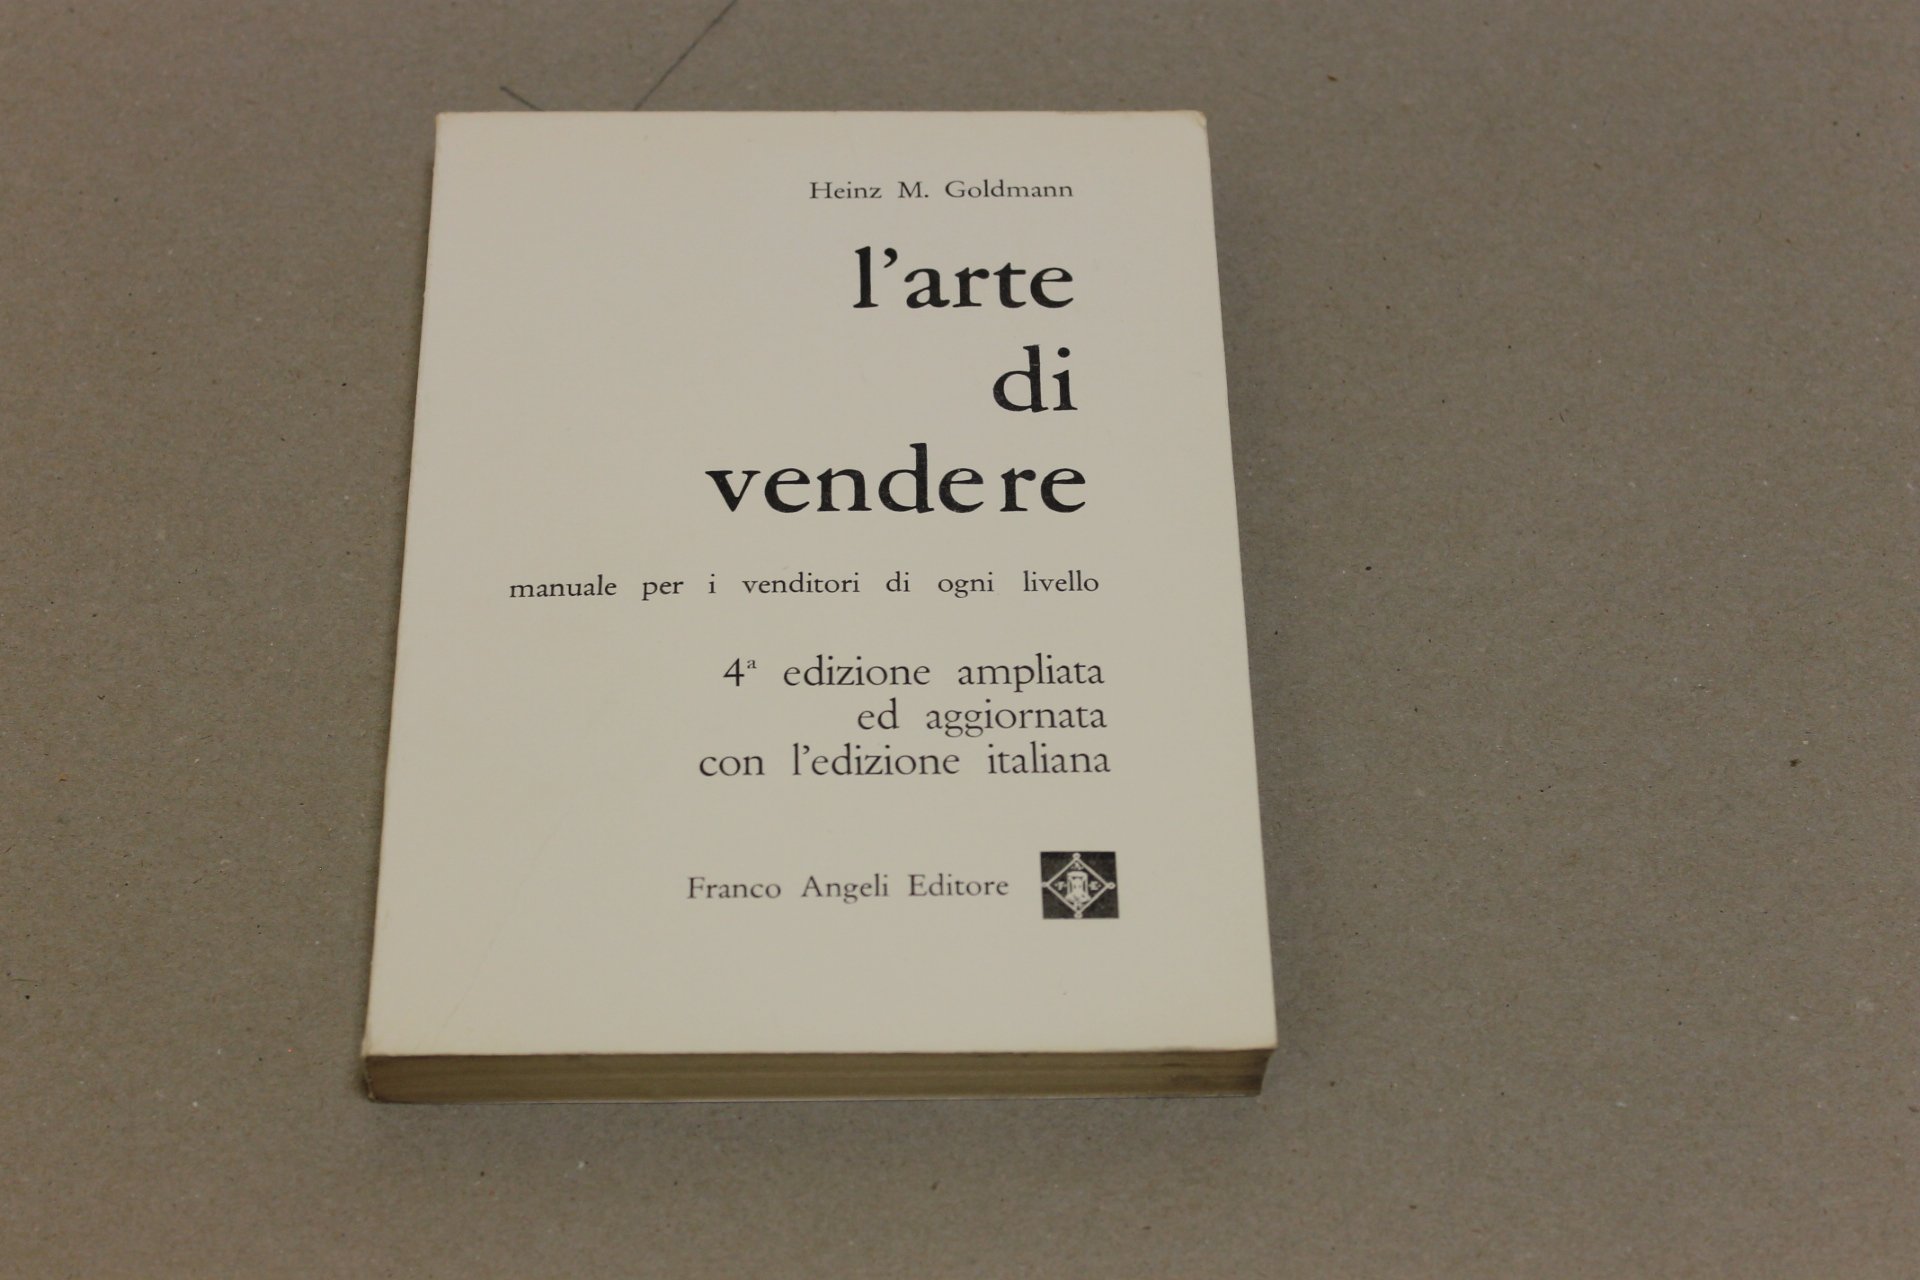 Heinz M. Goldmann
l'arte
di
vendere
manuale per i venditori di ogni livello
4ª edizione ampliata
ed aggiornata
con l'edizione italiana
Franco Angeli Editore